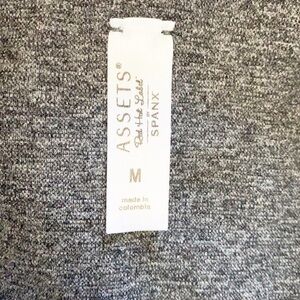 ASSETS®
Red Hot Label
BY
SPANX®
M
made in
colombia